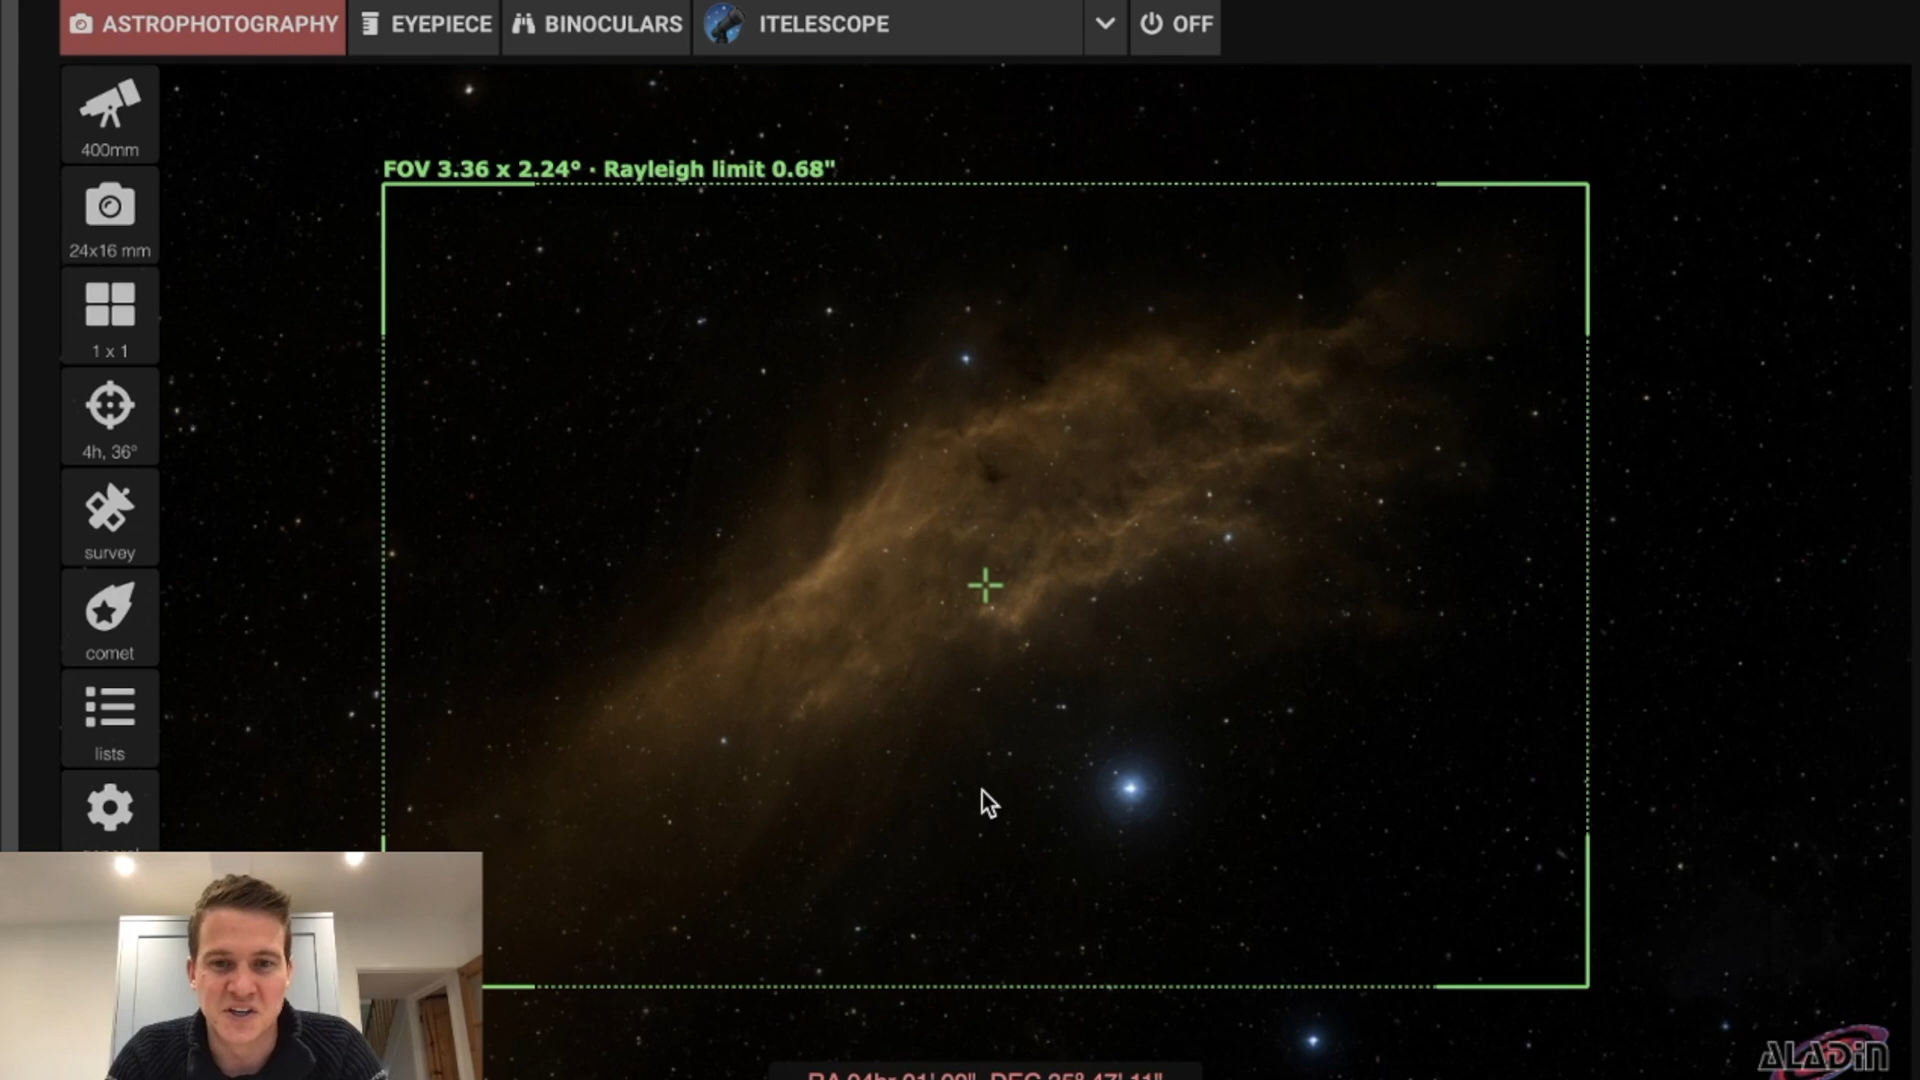 ASTROPHOTOGRAPHY
EYEPIECE
BINOCULARS
ITELESCOPE
OFF
400mm
24x16 mm
1 x 1
4h, 36°
survey
comet
lists
FOV 3.36 x 2.24° · Rayleigh limit 0.68"
ALADIN